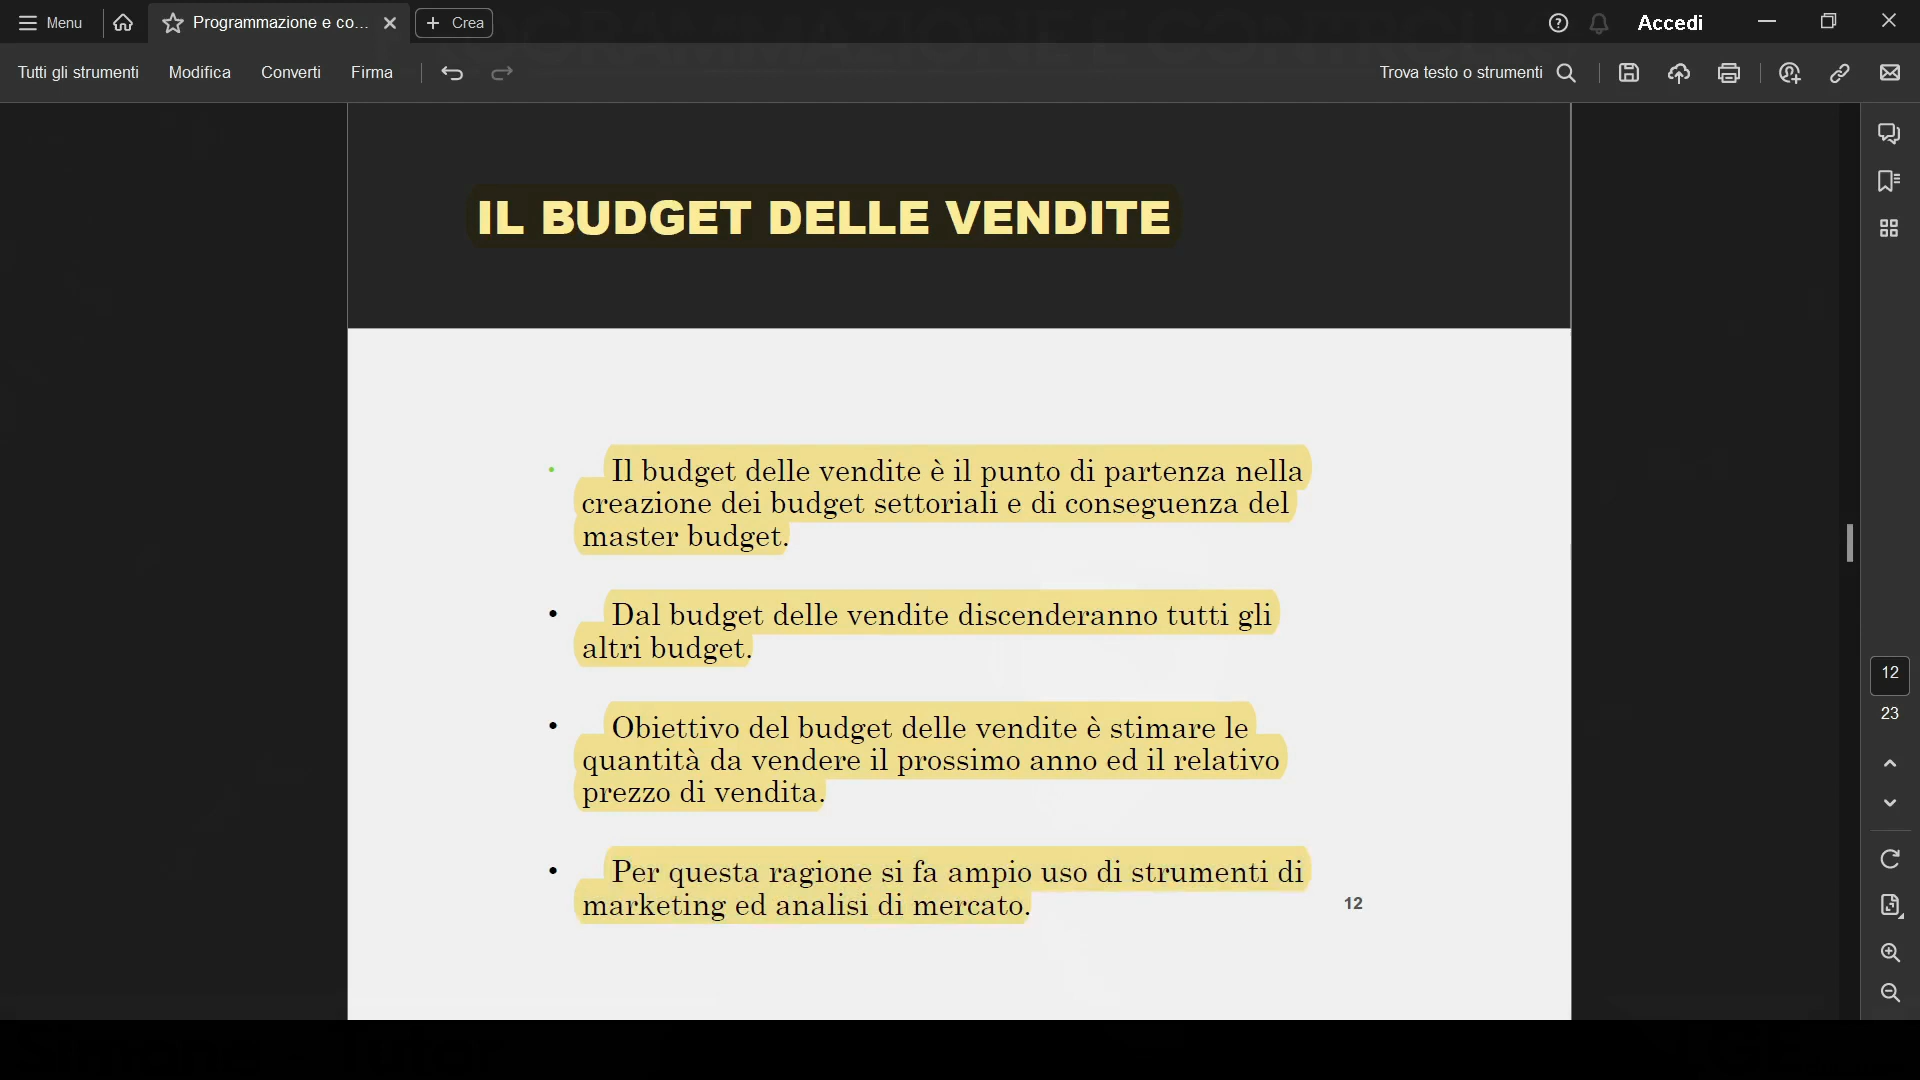 Menu
Programmazione e co...
Crea
Accedi
Tutti gli strumenti
Modifica
Converti
Firma
Trova testo o strumenti
IL BUDGET DELLE VENDITE
• Il budget delle vendite è il punto di partenza nella
creazione dei budget settoriali e di conseguenza del
master budget.
• Dal budget delle vendite discenderanno tutti gli
altri budget.
• Obiettivo del budget delle vendite è stimare le
quantità da vendere il prossimo anno ed il relativo
prezzo di vendita.
• Per questa ragione si fa ampio uso di strumenti di
marketing ed analisi di mercato.
12
12
23